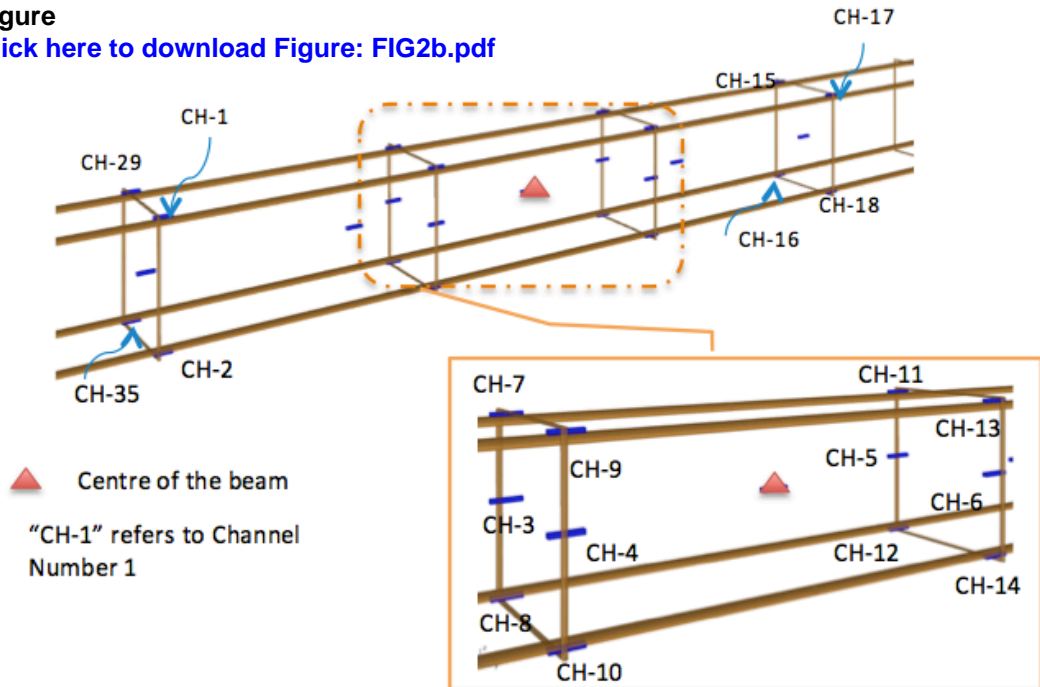 gure
ick here to download Figure: FIG2b.pdf
CH-17
CH-15
CH-1
CH-29
CH-18
CH-16
CH-2
CH-35
CH-7
CH-11
CH-13
CH-9
CH-5
CH-3
CH-6
CH-4
CH-12
CH-14
CH-8
CH-10
Centre of the beam
“CH-1” refers to Channel
Number 1